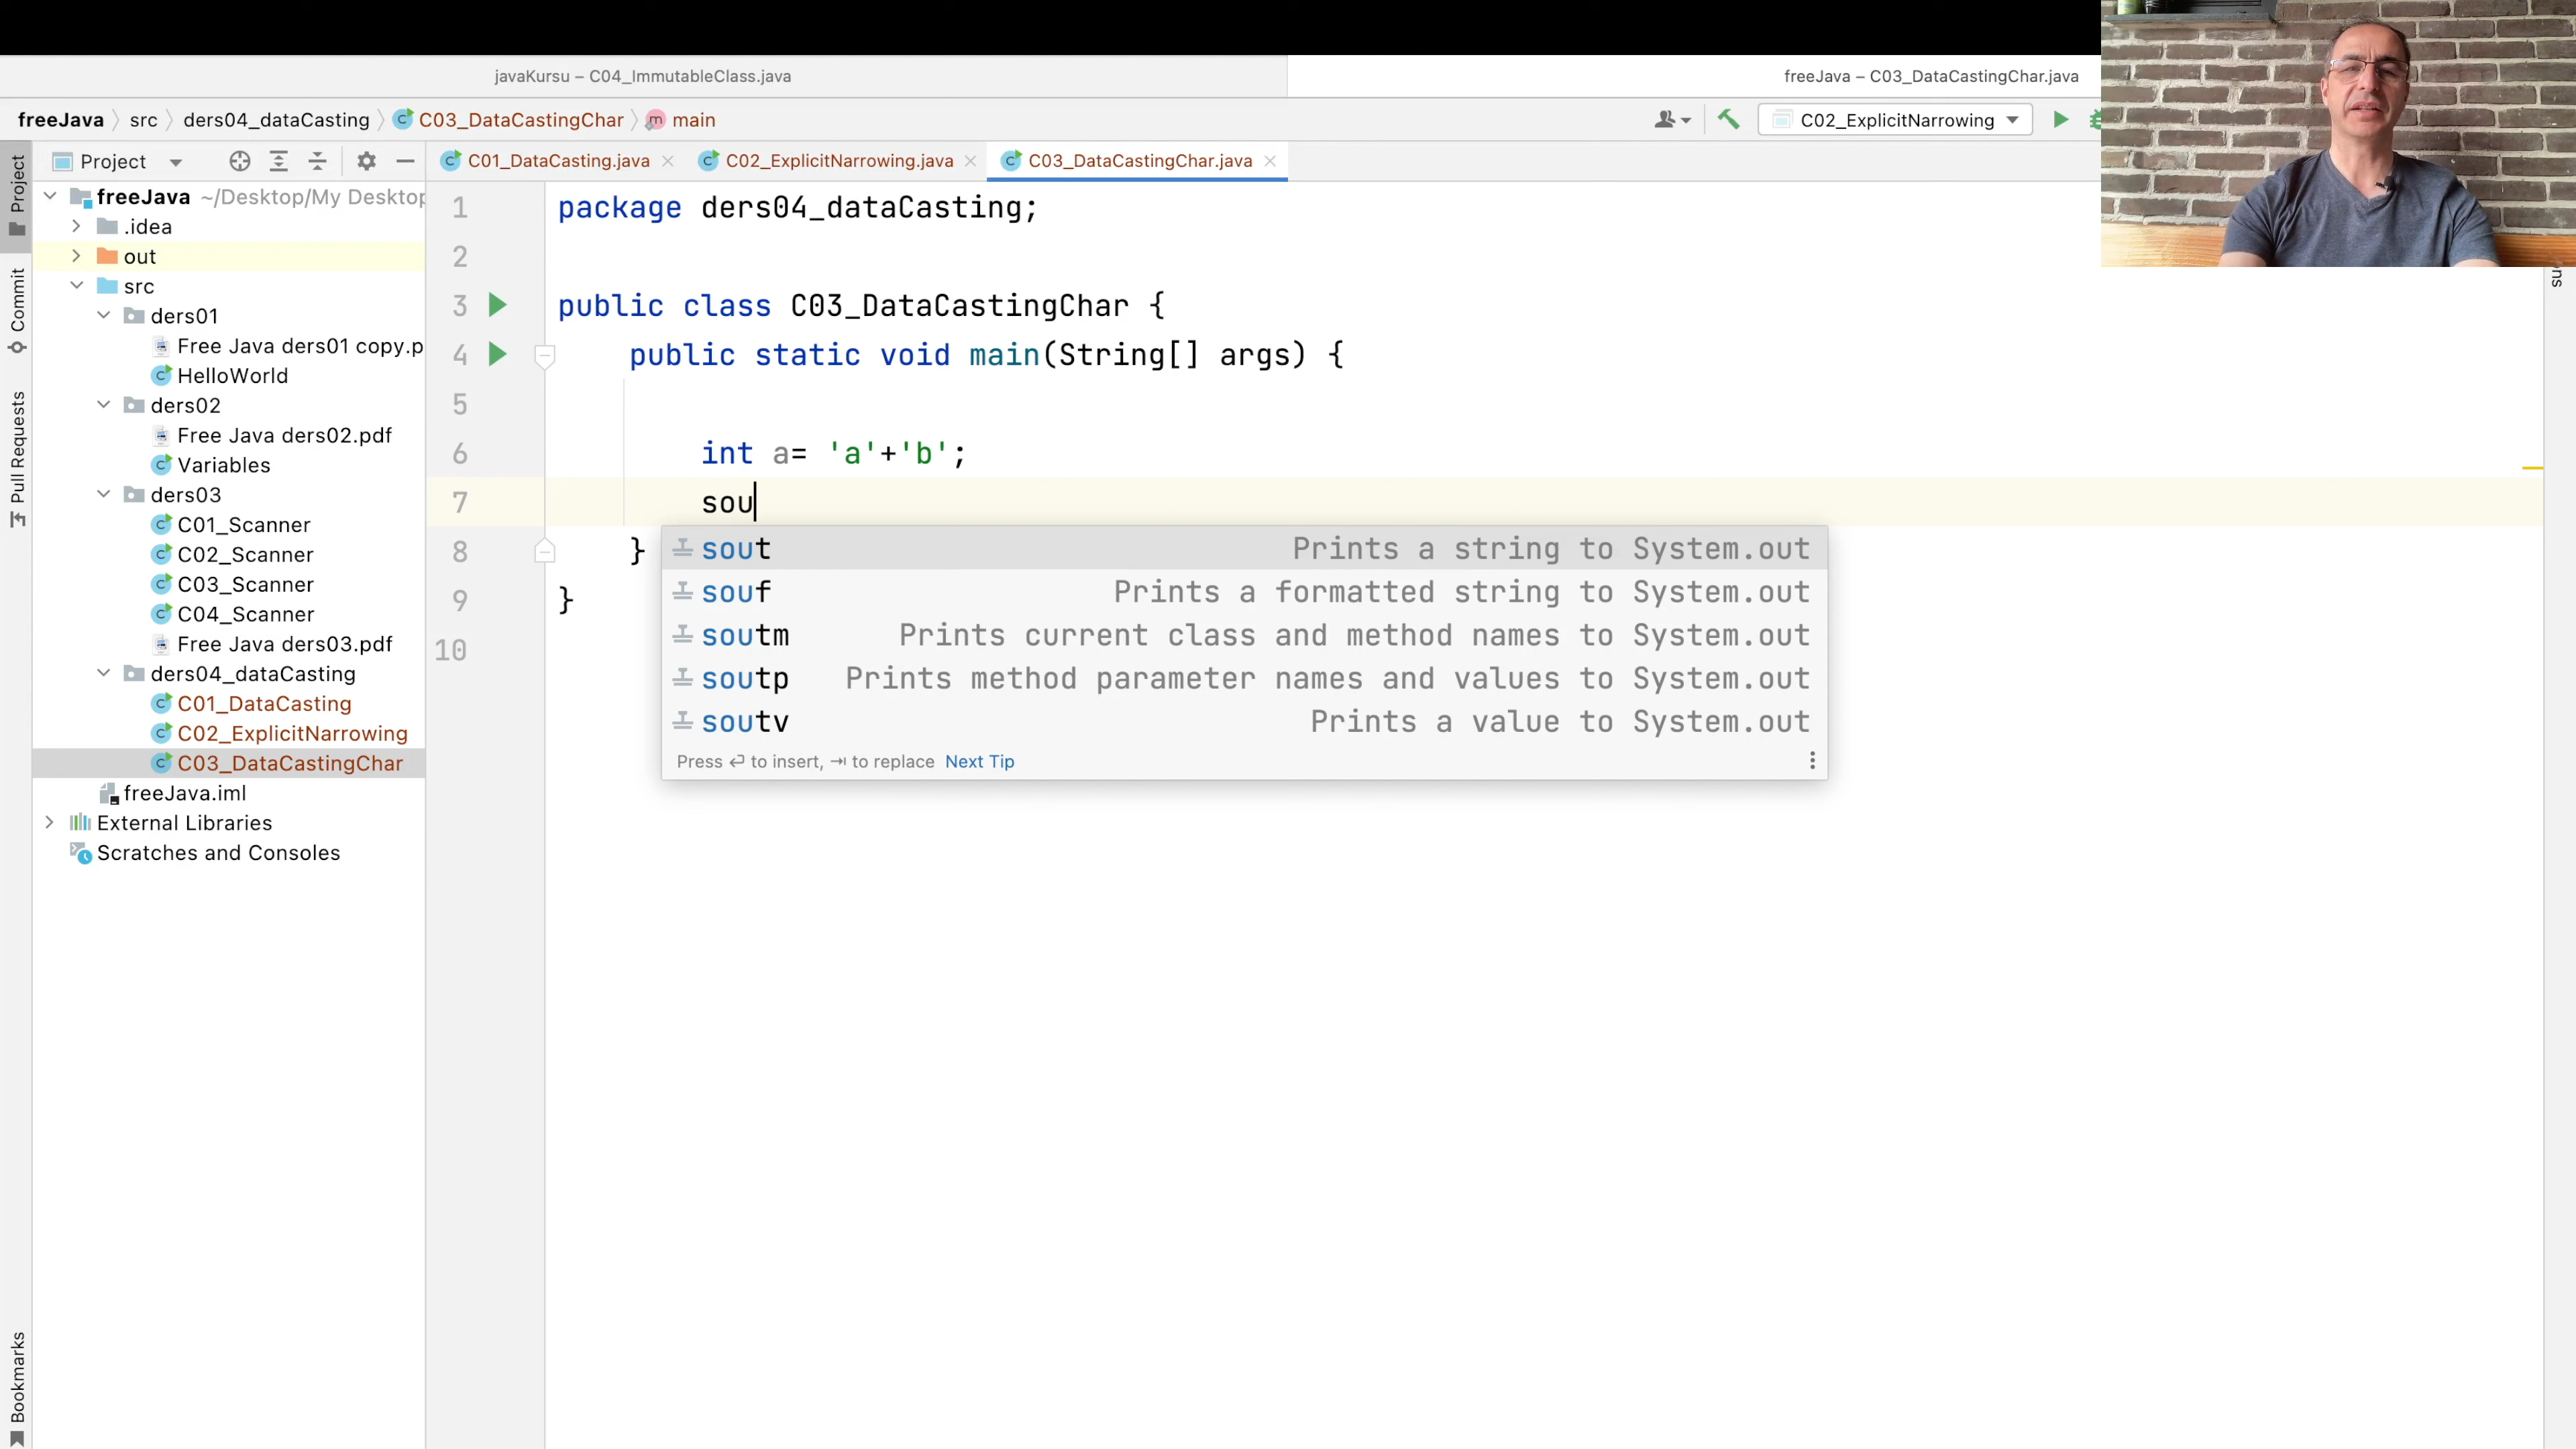 javaKursu – C04_ImmutableClass.java
freeJava – C03_DataCastingChar.java
freeJava src ders04_dataCasting C03_DataCastingChar main
C02_ExplicitNarrowing
Project
C01_DataCasting.java
C02_ExplicitNarrowing.java
C03_DataCastingChar.java
Project
Commit
Pull Requests
Bookmarks
freeJava ~/Desktop/My Desktop
.idea
out
src
ders01
Free Java ders01 copy.p
HelloWorld
ders02
Free Java ders02.pdf
Variables
ders03
C01_Scanner
C02_Scanner
C03_Scanner
C04_Scanner
Free Java ders03.pdf
ders04_dataCasting
C01_DataCasting
C02_ExplicitNarrowing
C03_DataCastingChar
freeJava.iml
External Libraries
Scratches and Consoles
1 package ders04_dataCasting;
2
3 public class C03_DataCastingChar {
4 public static void main(String[] args) {
5
6 int a= 'a'+'b';
7 sou
8 }
9 }
10
sout Prints a string to System.out
souf Prints a formatted string to System.out
soutm Prints current class and method names to System.out
soutp Prints method parameter names and values to System.out
soutv Prints a value to System.out
Press ↵ to insert, ⇥ to replace Next Tip